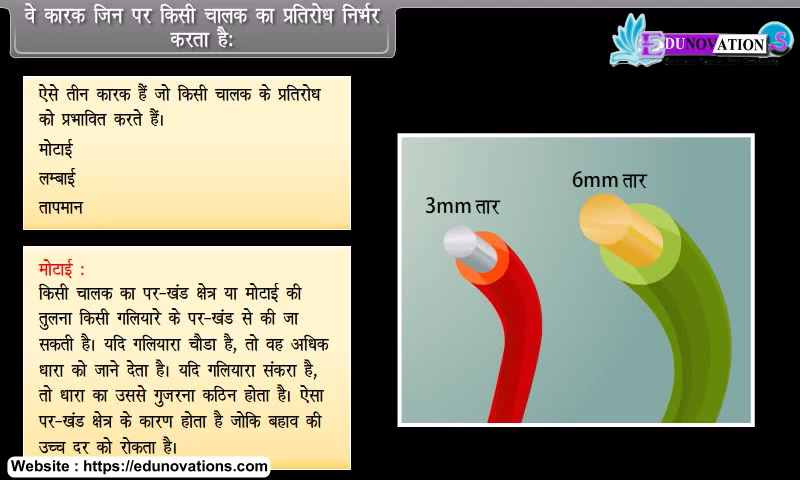 वे कारक जिन पर किसी चालक का प्रतिरोध निर्भर
करता है:
EDUNOVATIONS
ऐसे तीन कारक हैं जो किसी चालक के प्रतिरोध
को प्रभावित करते हैं।
मोटाई
लम्बाई
तापमान
3mm तार
6mm तार
मोटाई :
किसी चालक का पर-खंड क्षेत्र या मोटाई की
तुलना किसी गलियारे के पर-खंड से की जा
सकती है। यदि गलियारा चौडा है, तो वह अधिक
धारा को जाने देता है। यदि गलियारा संकरा है,
तो धारा का उससे गुजरना कठिन होता है। ऐसा
पर-खंड क्षेत्र के कारण होता है जोकि बहाव की
उच्च दर को रोकता है।
Website : https://edunovations.com